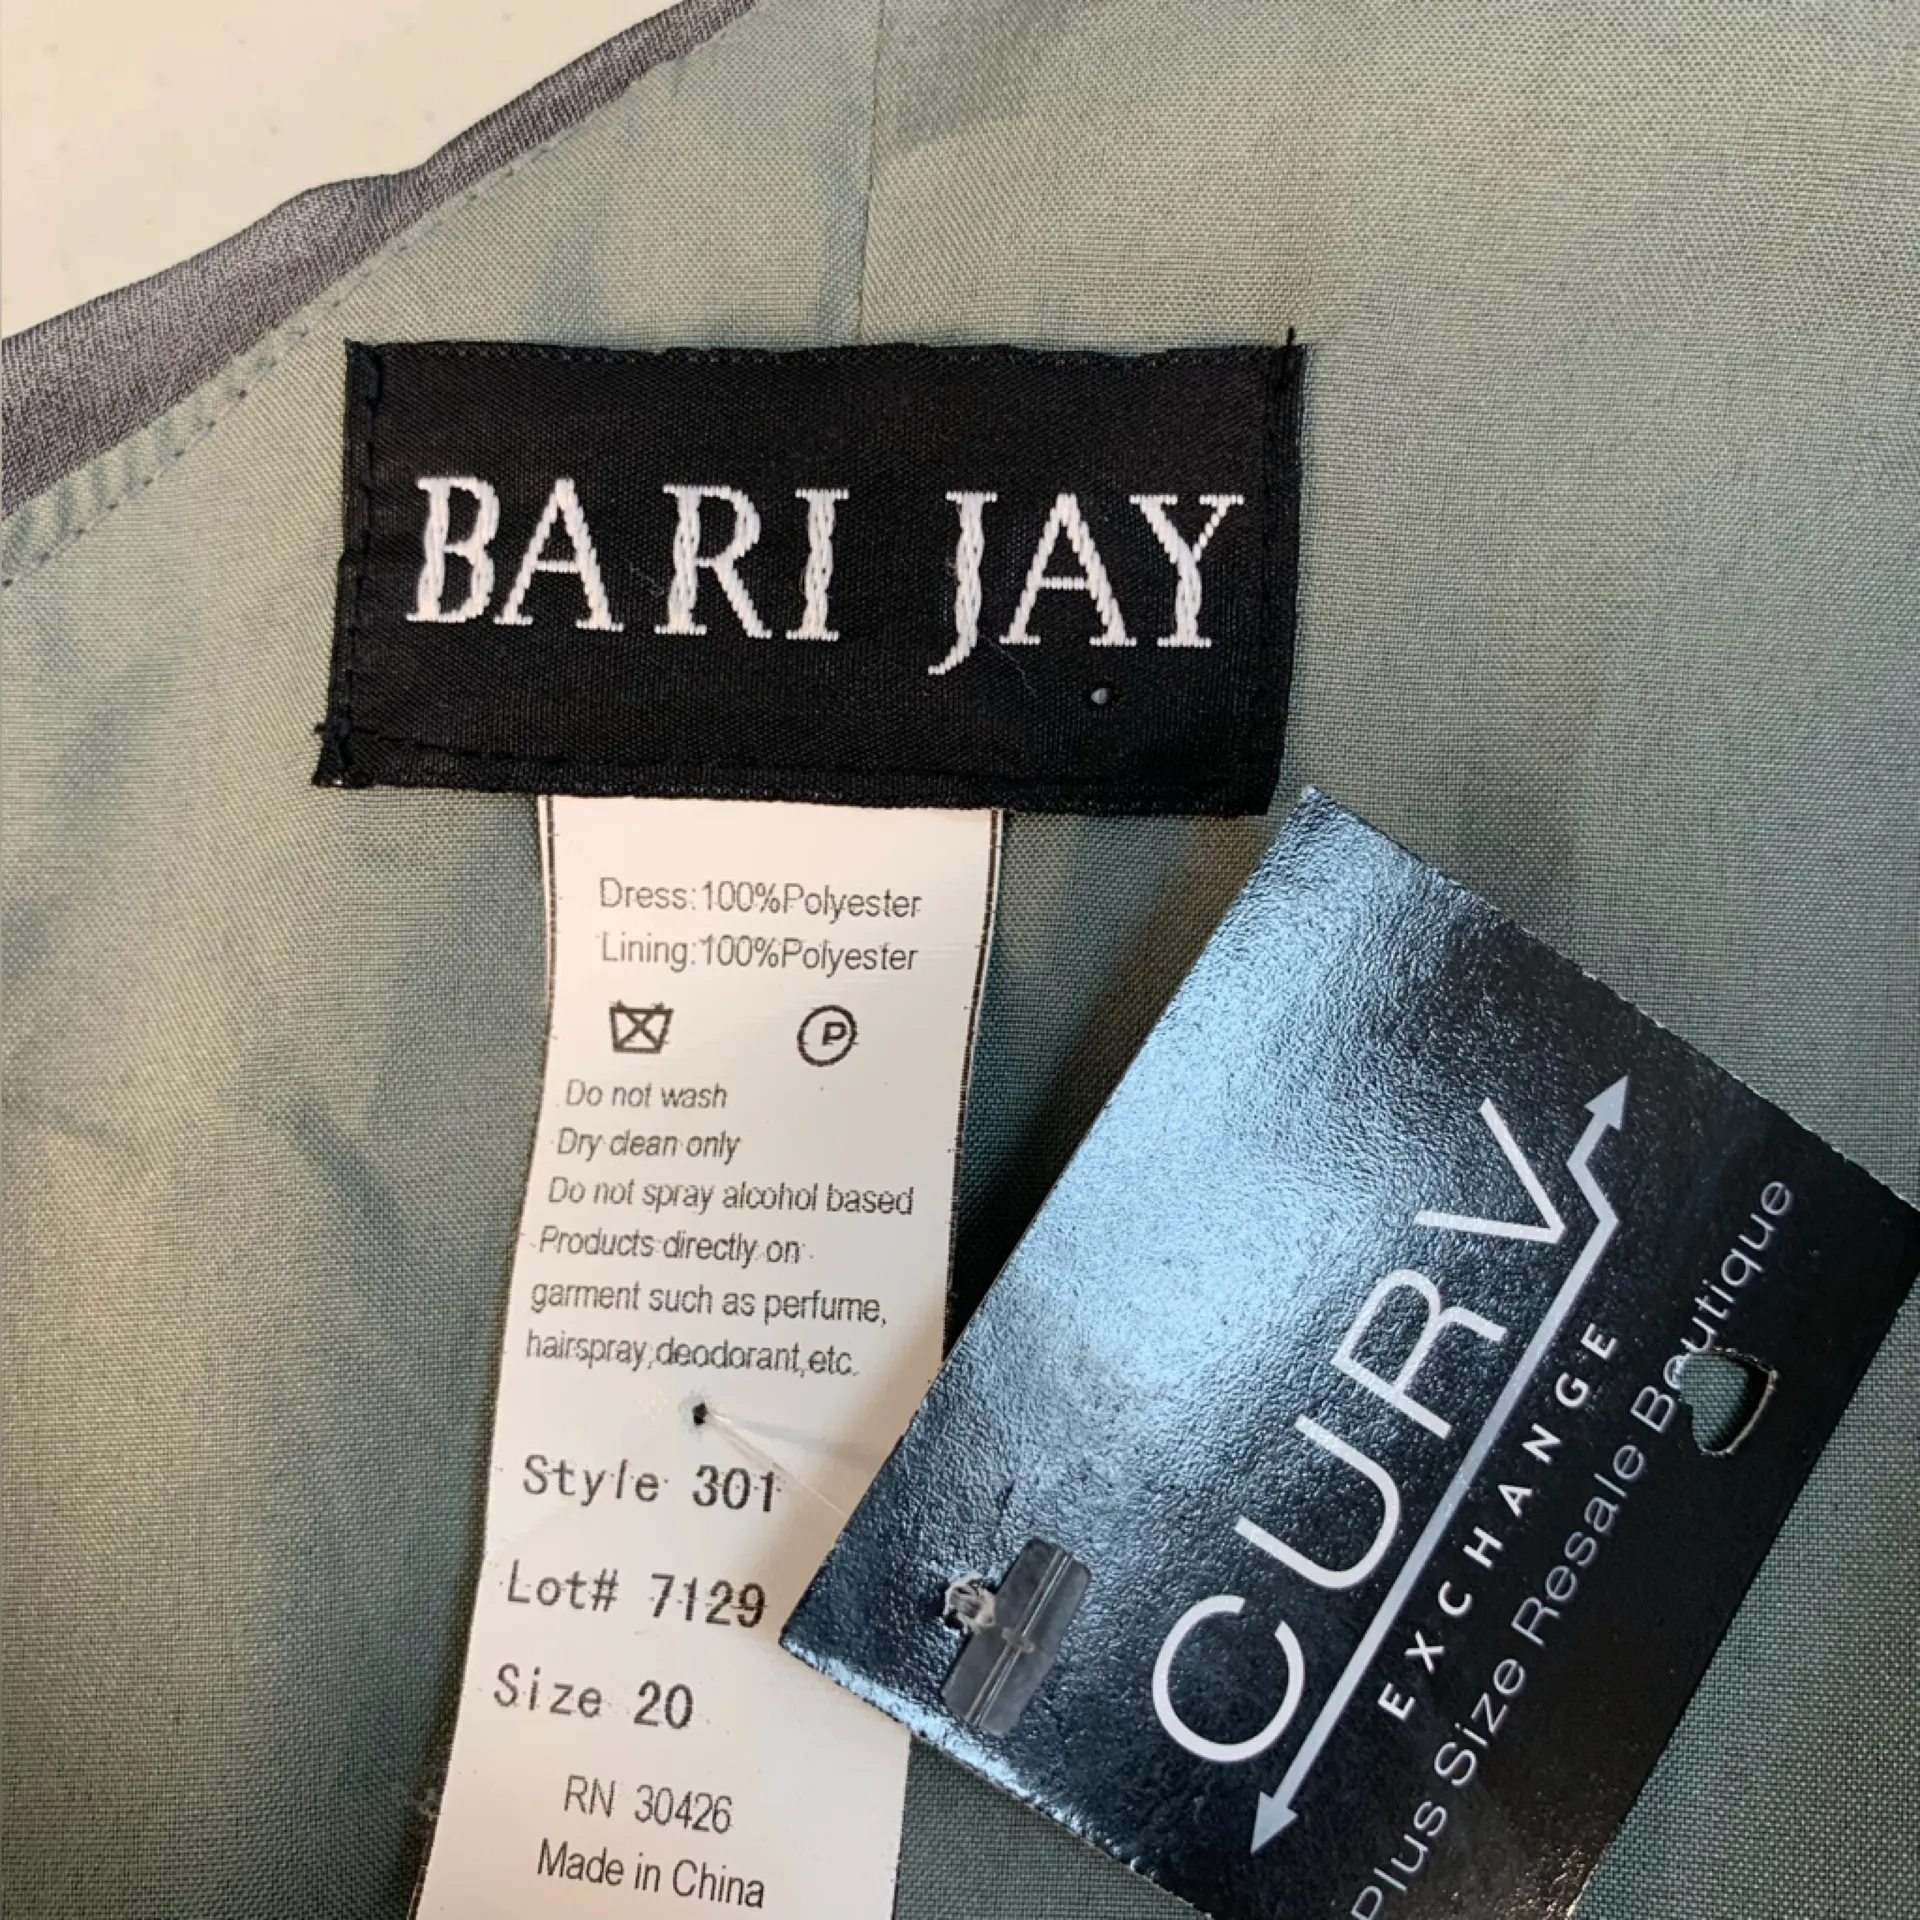 BARI JAY
Dress:100%Polyester
Lining:100%Polyester
P
Do not wash
Dry clean only
Do not spray alcohol based
Products directly on
garment such as perfume,
hairspray,deodorant,etc.
Style 301
Lot# 7129
Size 20
RN 30426
Made in China
CURV
EXCHANGE
Plus Size Resale Boutique